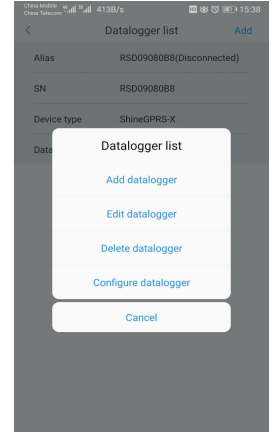 China Mobile
China Telecom 413B/s 15:38
Datalogger list Add
Alias RSD09080B8(Disconnected)
SN RSD09080B8
Device type ShineGPRS-X
Data
Datalogger list
Add datalogger
Edit datalogger
Delete datalogger
Configure datalogger
Cancel